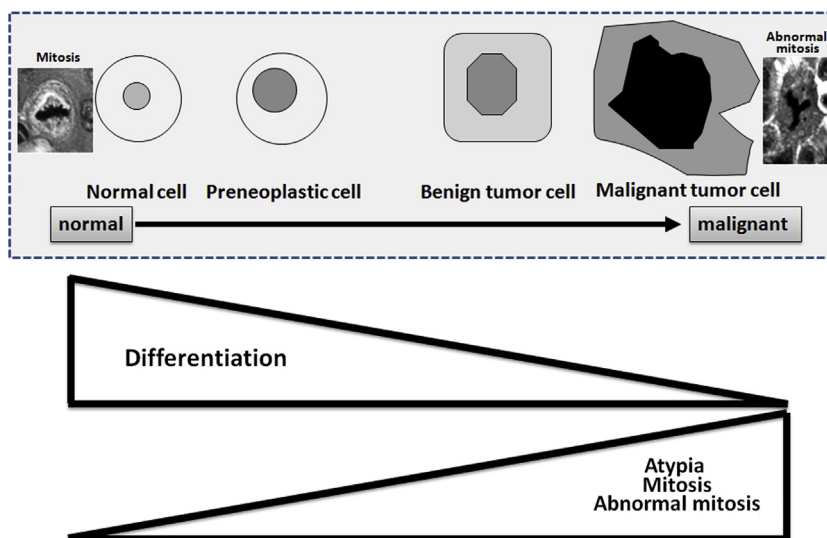 Mitosis
Abnormal
mitosis
Normal cell
Preneoplastic cell
Benign tumor cell
Malignant tumor cell
normal
malignant
Differentiation
Atypia
Mitosis
Abnormal mitosis